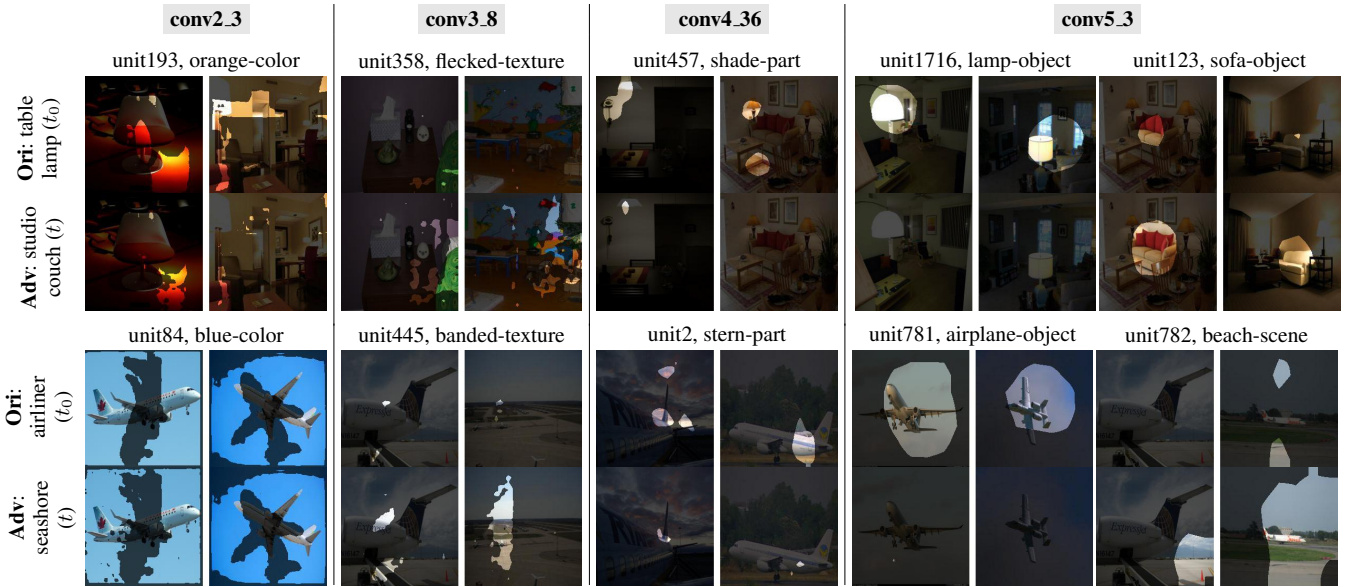 conv2_3
conv3_8
conv4_36
conv5_3
unit193, orange-color
unit358, flecked-texture
unit457, shade-part
unit1716, lamp-object
unit123, sofa-object
Ori: table
lamp (t₀)
Adv: studio
couch (t)
unit84, blue-color
unit445, banded-texture
unit2, stern-part
unit781, airplane-object
unit782, beach-scene
Ori:
airliner
(t₀)
Expressjet
Adv:
seashore
(t)